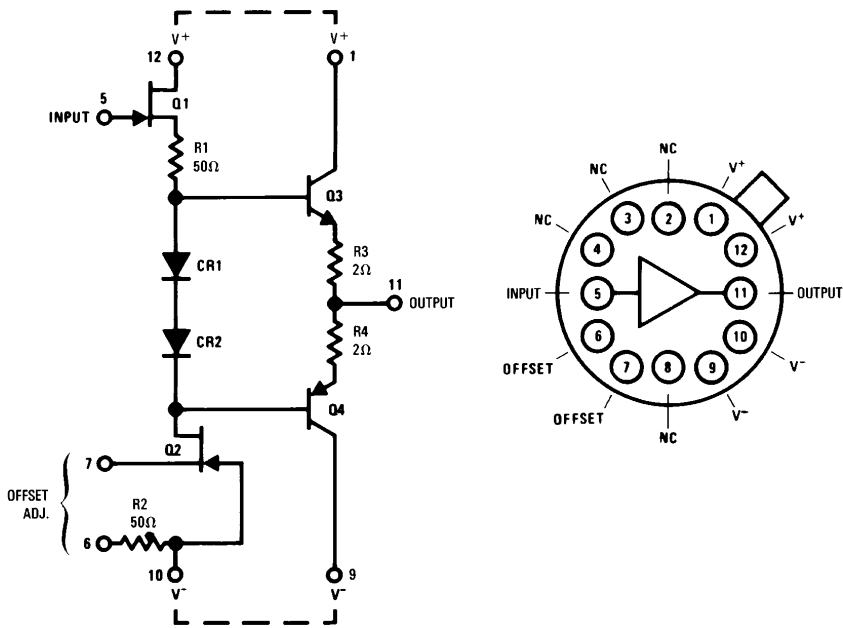 V+
V+
12
1
5
Q1
INPUT
R1
50Ω
Q3
CR1
R3
2Ω
11
OUTPUT
CR2
R4
2Ω
Q4
Q2
7
OFFSET
ADJ.
R2
50Ω
6
10
9
V-
V-
NC
NC
V+
NC
V+
3
2
1
4
12
INPUT
5
11
OUTPUT
6
10
OFFSET
7
8
9
V-
OFFSET
V-
NC